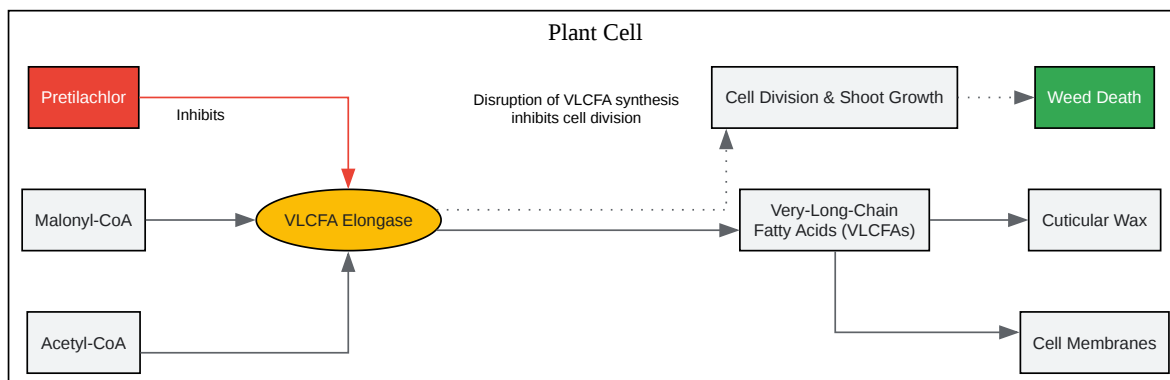 Plant Cell
Pretilachlor
Inhibits
Disruption of VLCFA synthesis
inhibits cell division
Cell Division & Shoot Growth
Weed Death
Malonyl-CoA
VLCFA Elongase
Very-Long-Chain
Fatty Acids (VLCFAs)
Cuticular Wax
Acetyl-CoA
Cell Membranes